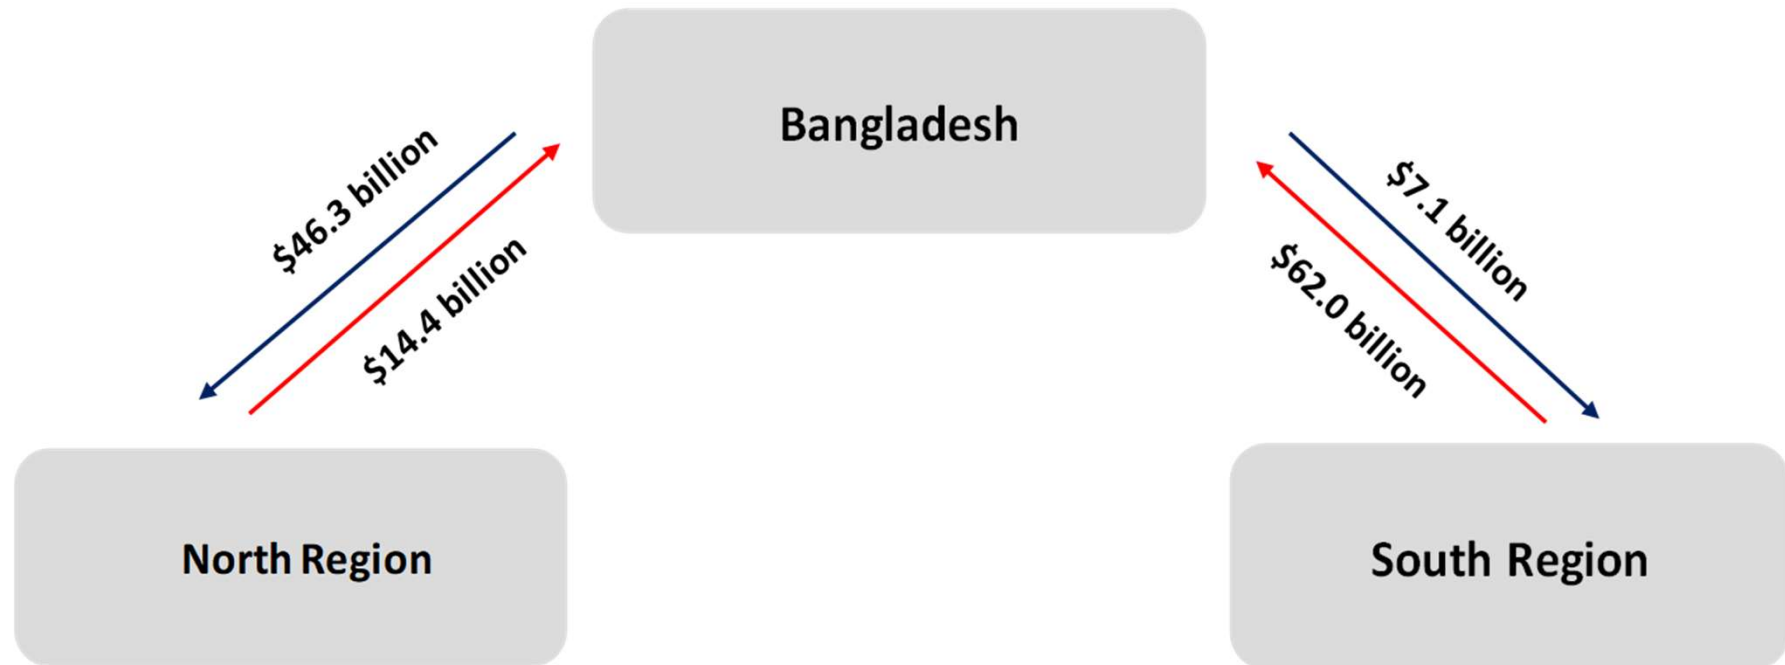 Bangladesh
$46.3 billion
$14.4 billion
$7.1 billion
$62.0 billion
North Region
South Region